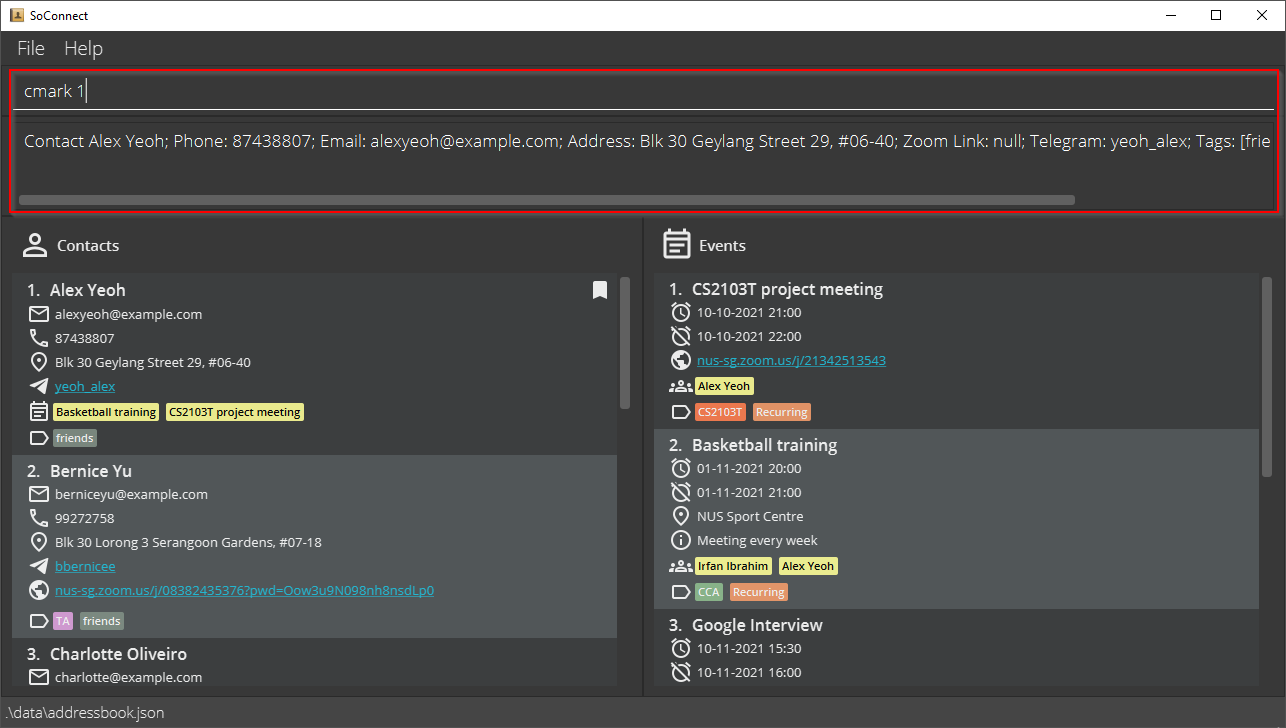 SoConnect
File Help
cmark 1
Contact Alex Yeoh; Phone: 87438807; Email: alexyeoh@example.com; Address: Blk 30 Geylang Street 29, #06-40; Zoom Link: null; Telegram: yeoh_alex; Tags: [frie
Contacts
1. Alex Yeoh
alexyeoh@example.com
87438807
Blk 30 Geylang Street 29, #06-40
yeoh_alex
Basketball training CS2103T project meeting
friends
2. Bernice Yu
berniceyu@example.com
99272758
Blk 30 Lorong 3 Serangoon Gardens, #07-18
bbernicee
nus-sg.zoom.us/j/08382435376?pwd=Oow3u9N098nh8nsdLp0
TA friends
3. Charlotte Oliveiro
charlotte@example.com
Events
1. CS2103T project meeting
10-10-2021 21:00
10-10-2021 22:00
nus-sg.zoom.us/j/21342513543
Alex Yeoh
CS2103T Recurring
2. Basketball training
01-11-2021 20:00
01-11-2021 21:00
NUS Sport Centre
Meeting every week
Irfan Ibrahim Alex Yeoh
CCA Recurring
3. Google Interview
10-11-2021 15:30
10-11-2021 16:00
.\data\addressbook.json